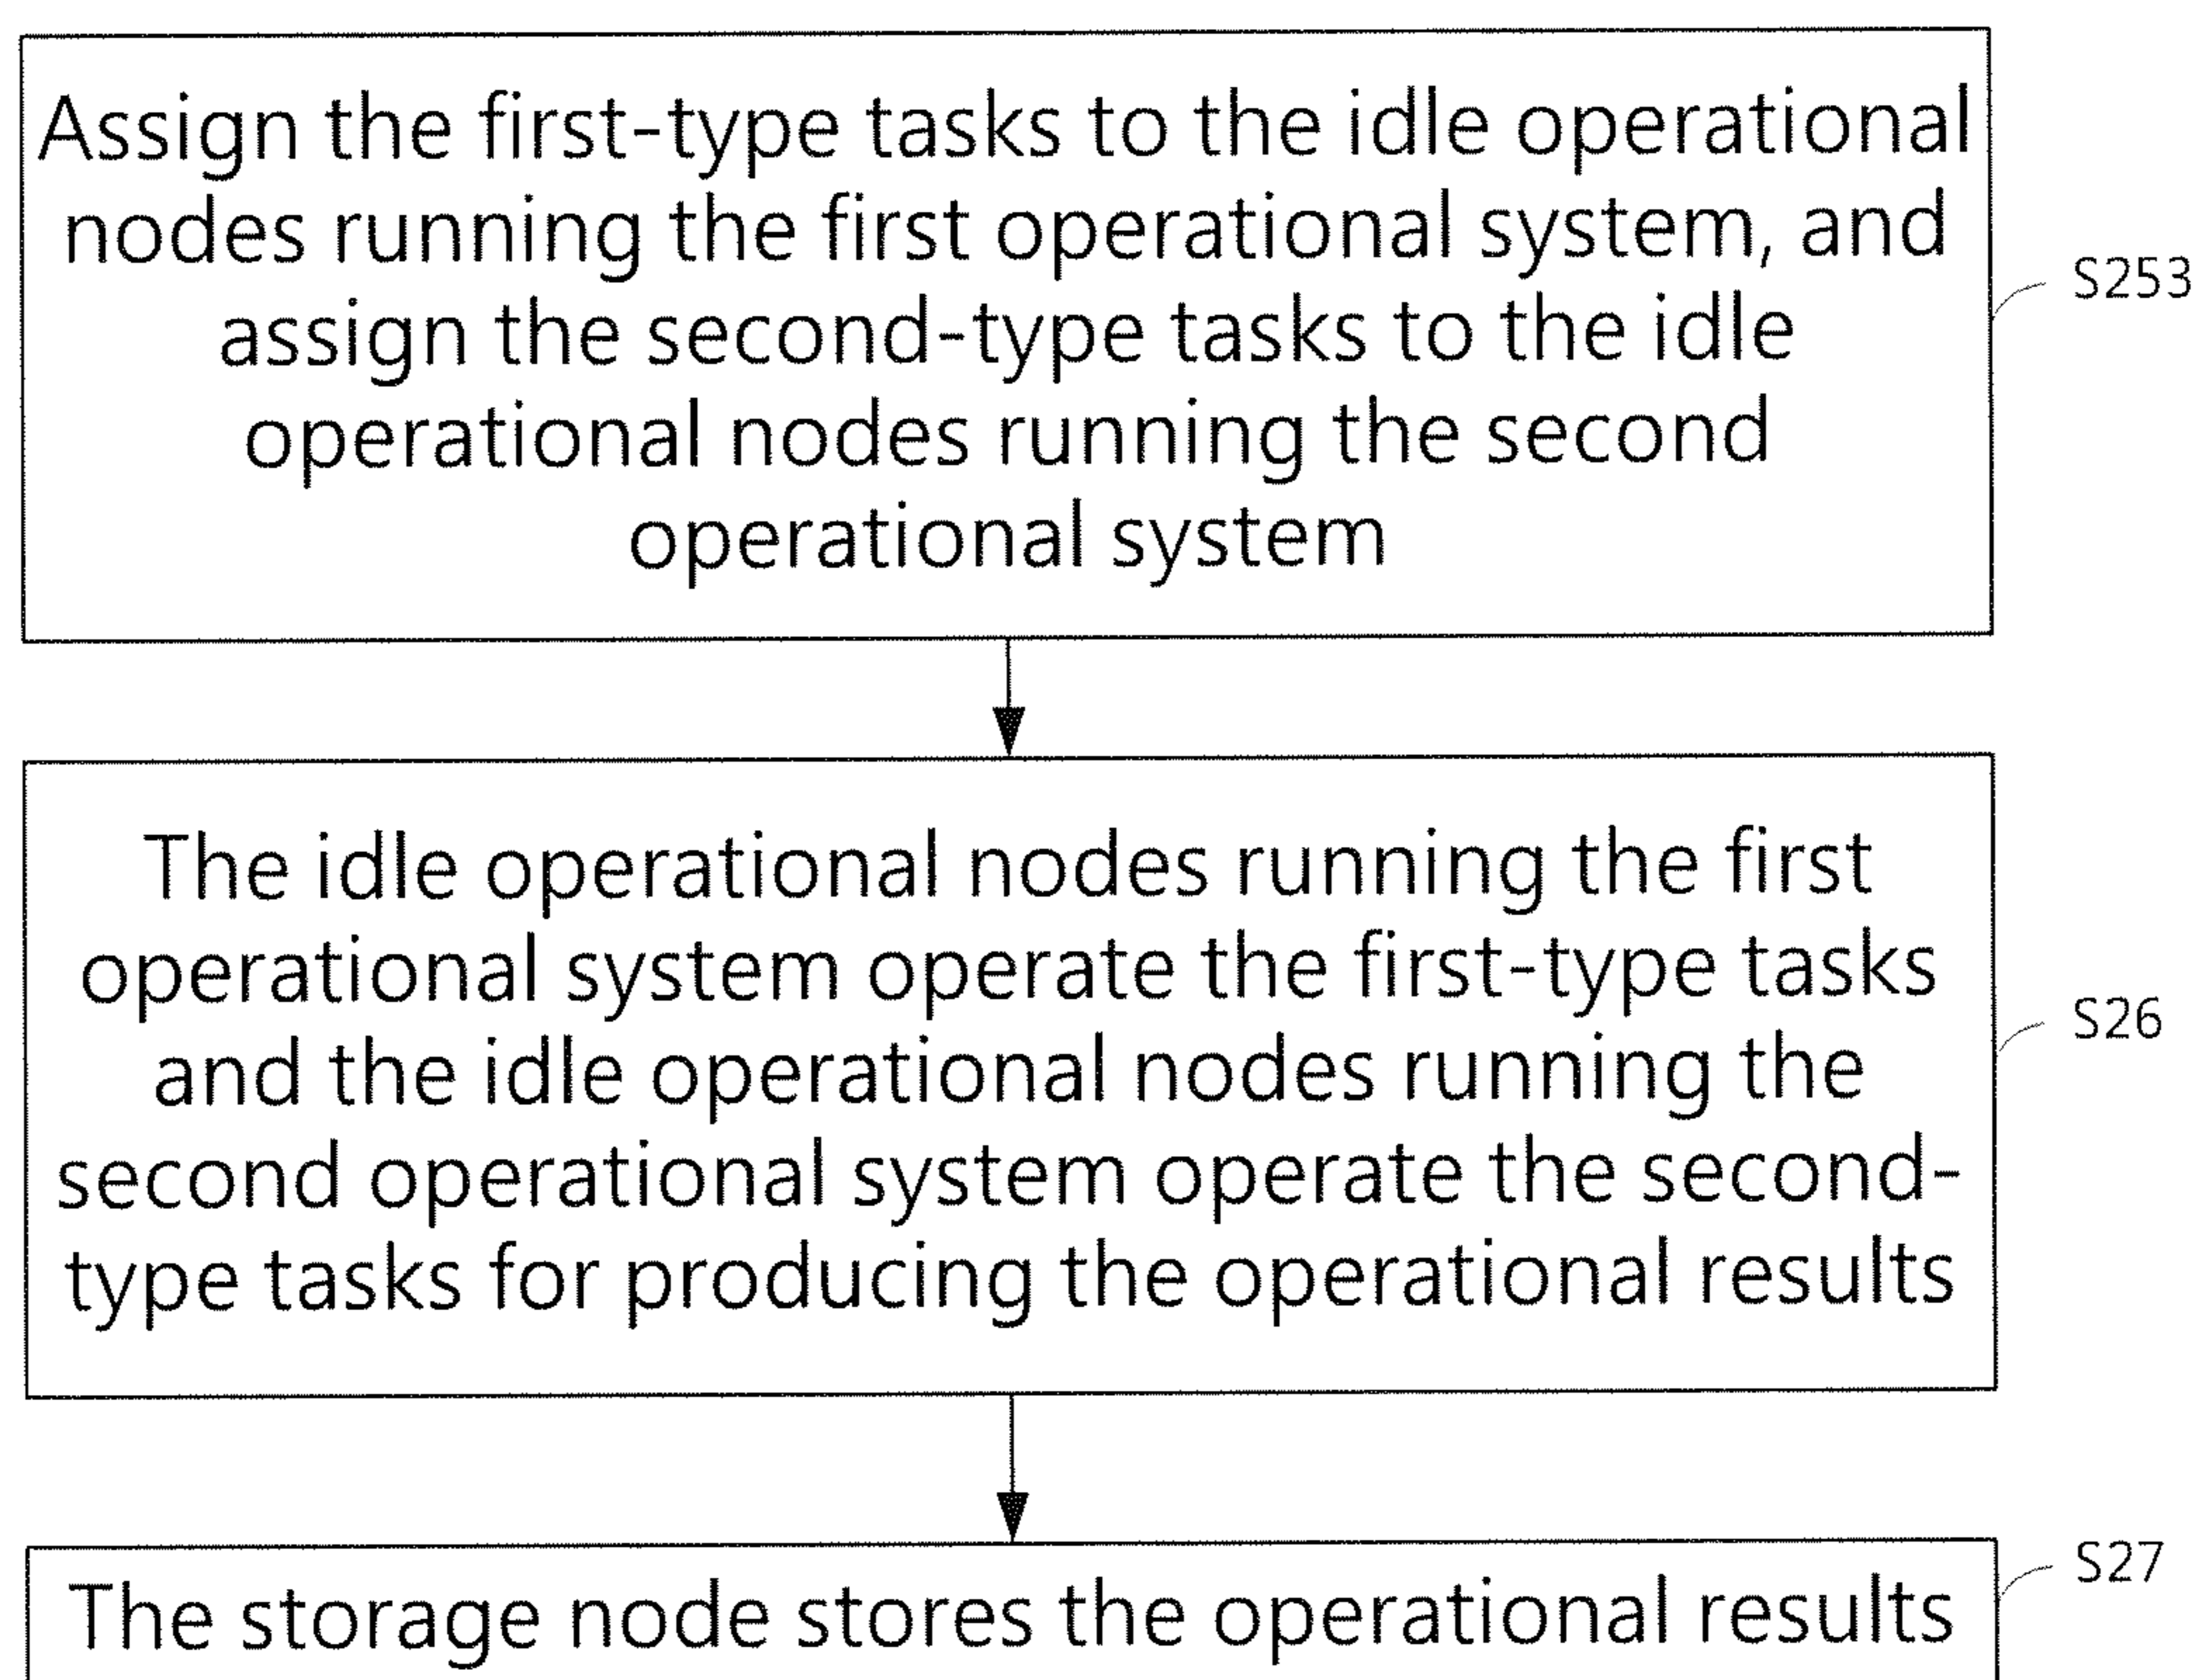 Assign the first-type tasks to the idle operational
nodes running the first operational system, and
assign the second-type tasks to the idle
operational nodes running the second
operational system
S253
The idle operational nodes running the first
operational system operate the first-type tasks
and the idle operational nodes running the
second operational system operate the second-
type tasks for producing the operational results
S26
The storage node stores the operational results
S27